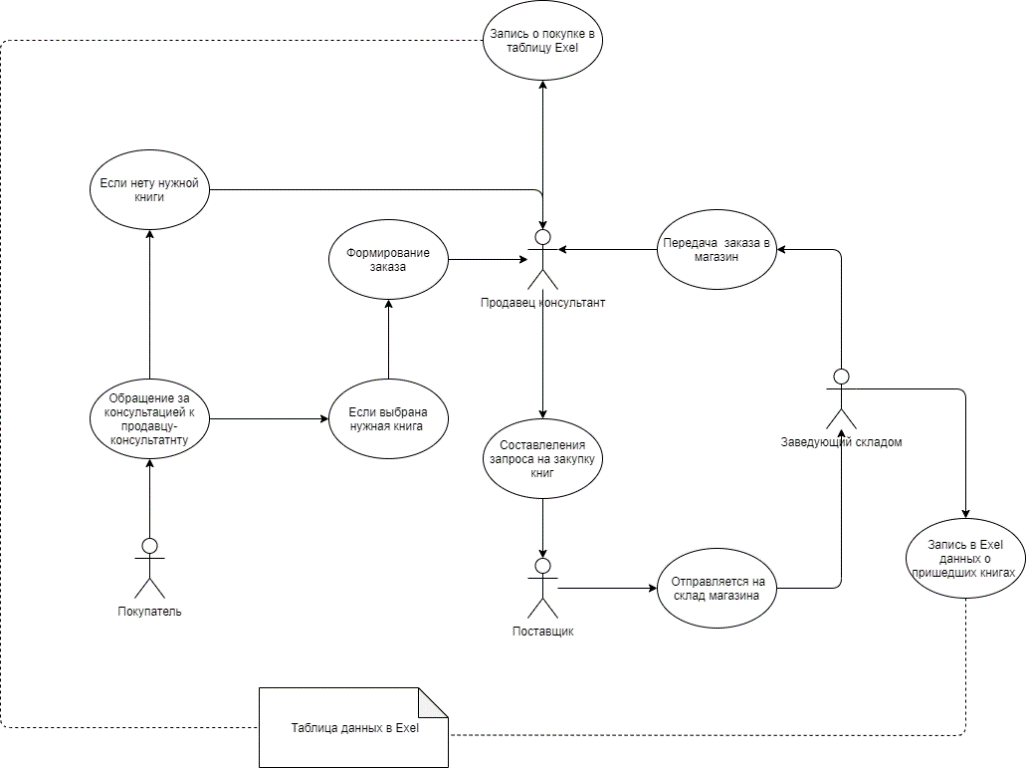 Запись о покупке в
таблицу Exel
Если нету нужной
книги
Формирование
заказа
Передача заказа в
магазин
Продавец консультант
Обращение за
консультацией к
продавцу-
консультатнту
Если выбрана
нужная книга
Составлеления
запроса на закупку
книг
Заведующий складом
Запись в Exel
данных о
пришедших книгах
Отправляется на
склад магазина
Покупатель
Поставщик
Таблица данных в Exel